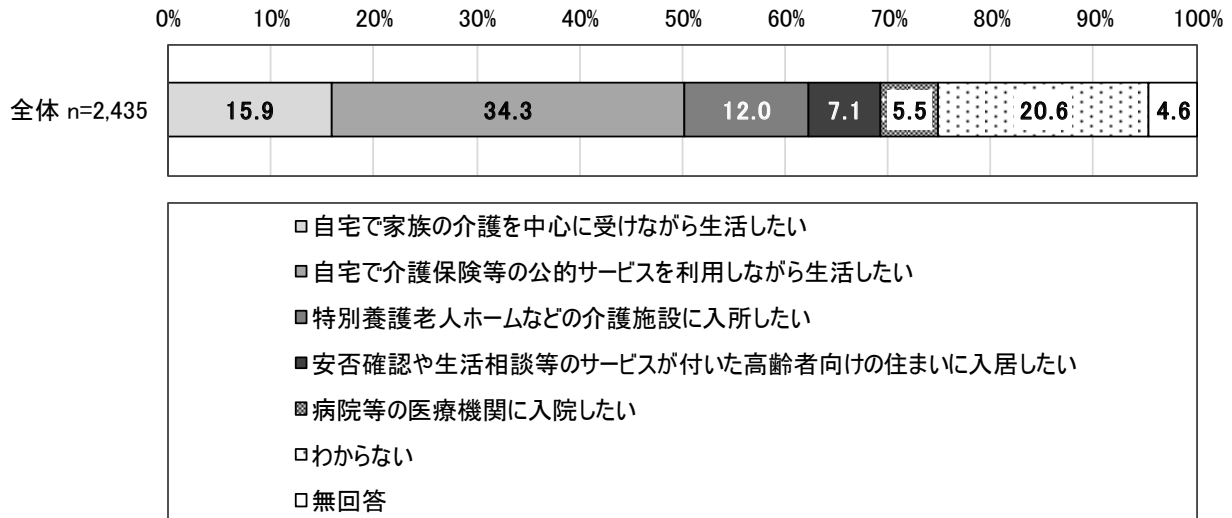 0% 10% 20% 30% 40% 50% 60% 70% 80% 90% 100%
全体 n=2,435 15.9 34.3 12.0 7.1 5.5 20.6 4.6
自宅で家族の介護を中心に受けながら生活したい
自宅で介護保険等の公的サービスを利用しながら生活したい
特別養護老人ホームなどの介護施設に入所したい
安否確認や生活相談等のサービスが付いた高齢者向けの住まいに入居したい
病院等の医療機関に入院したい
わからない
無回答